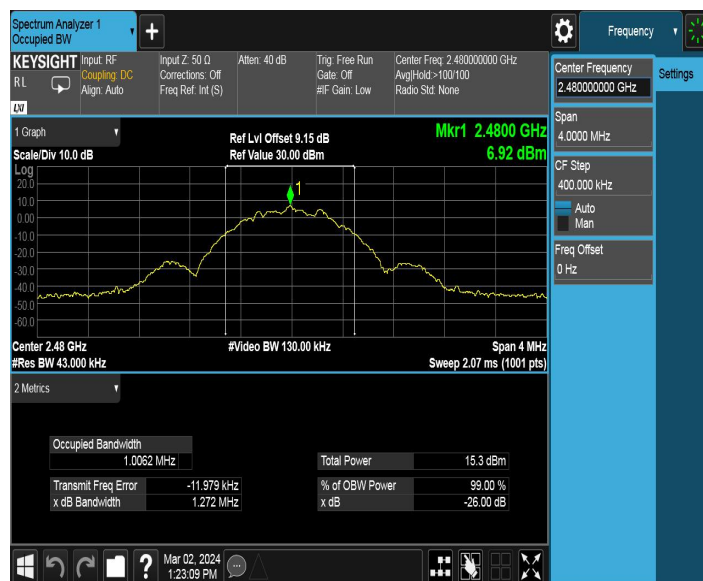 Spectrum Analyzer 1
Occupied BW
+
Frequency
KEYSIGHT
RL
LXI
Input: RF
Coupling: DC
Align: Auto
Input Z: 50 Ω
Corrections: Off
Freq Ref: Int (S)
Atten: 40 dB
Trig: Free Run
Gate: Off
#IF Gain: Low
Center Freq: 2.480000000 GHz
Avg|Hold:>100/100
Radio Std: None
Center Frequency
2.480000000 GHz
Settings
Span
4.0000 MHz
CF Step
400.000 kHz
Auto
Man
Freq Offset
0 Hz
1 Graph
Scale/Div 10.0 dB
Ref Lvl Offset 9.15 dB
Ref Value 30.00 dBm
Mkr1 2.4800 GHz
6.92 dBm
Log
20.0
10.0
0.00
-10.0
-20.0
-30.0
-40.0
-50.0
-60.0
1
Center 2.48 GHz
#Video BW 130.00 kHz
Span 4 MHz
#Res BW 43.000 kHz
Sweep 2.07 ms (1001 pts)
2 Metrics
Occupied Bandwidth
1.0062 MHz
Total Power 15.3 dBm
Transmit Freq Error -11.979 kHz
% of OBW Power 99.00 %
x dB Bandwidth 1.272 MHz
x dB -26.00 dB
?
Mar 02, 2024
1:23:09 PM